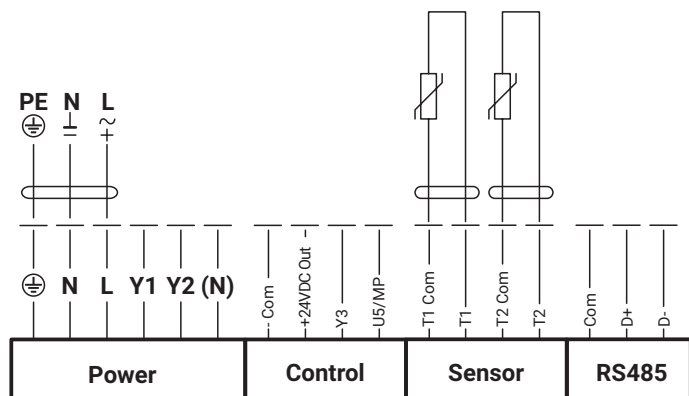 PE N L
N L Y1 Y2 (N)
- Com
+24VDC Out -
Y3
U5/MP
T1 Com
T1
T2 Com
T2
Com
D+
D-
Power Control Sensor RS485